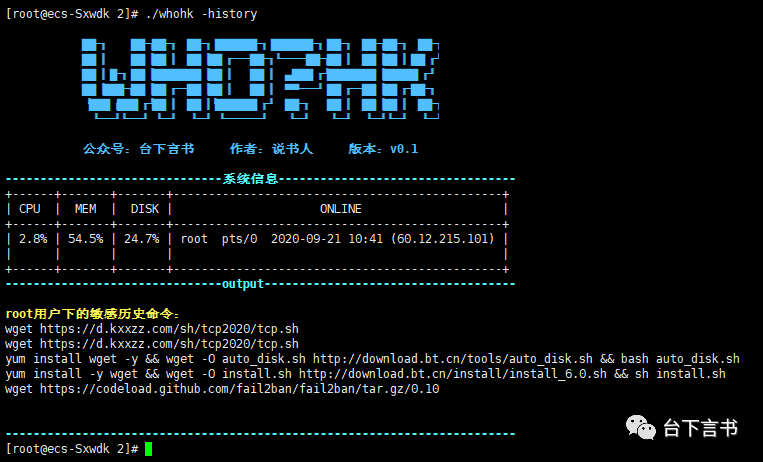 [root@ecs-Sxwdk 2]# ./whohk -history
WHO?HK
公众号：台下言书 作者：说书人 版本：v0.1
-------------------------------系统信息----------------------------------
+------+-------+-------+-----------------------------------------------+
| CPU | MEM | DISK | ONLINE |
+------+-------+-------+-----------------------------------------------+
| 2.8% | 54.5% | 24.7% | root pts/0 2020-09-21 10:41 (60.12.215.101) |
| | | | |
+------+-------+-------+-----------------------------------------------+
-------------------------------output------------------------------------
root用户下的敏感历史命令：
wget https://d.kxxzz.com/sh/tcp2020/tcp.sh
wget https://d.kxxzz.com/sh/tcp2020/tcp.sh
yum install wget -y && wget -O auto_disk.sh http://download.bt.cn/tools/auto_disk.sh && bash auto_disk.sh
yum install -y wget && wget -O install.sh http://download.bt.cn/install/install_6.0.sh && sh install.sh
wget https://codeload.github.com/fail2ban/fail2ban/tar.gz/0.10
-------------------------------------------------------------------------
[root@ecs-Sxwdk 2]#
台下言书